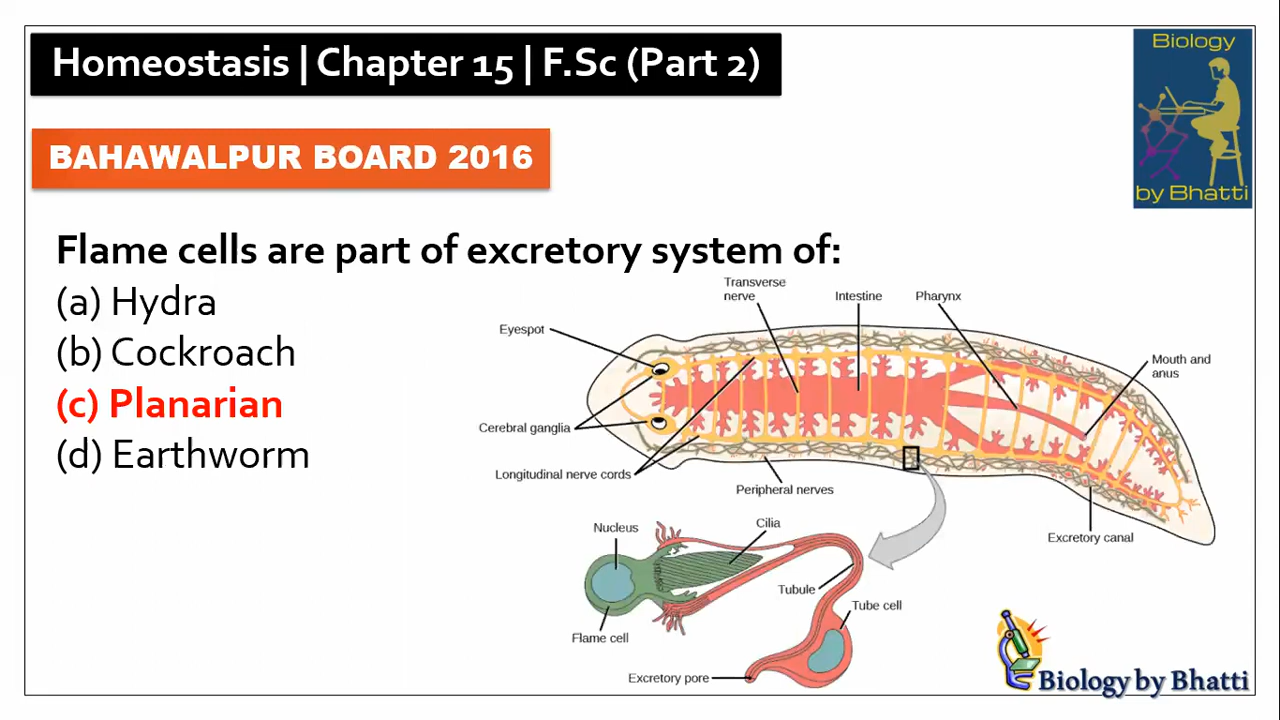 Homeostasis | Chapter 15 | F.Sc (Part 2)
Biology
by Bhatti
BAHAWALPUR BOARD 2016
Flame cells are part of excretory system of:
(a) Hydra
(b) Cockroach
(c) Planarian
(d) Earthworm
Transverse
nerve
Intestine
Pharynx
Eyespot
Mouth and
anus
Cerebral ganglia
Longitudinal nerve cords
Peripheral nerves
Excretory canal
Nucleus
Cilia
Tubule
Tube cell
Flame cell
Excretory pore
Biology by Bhatti